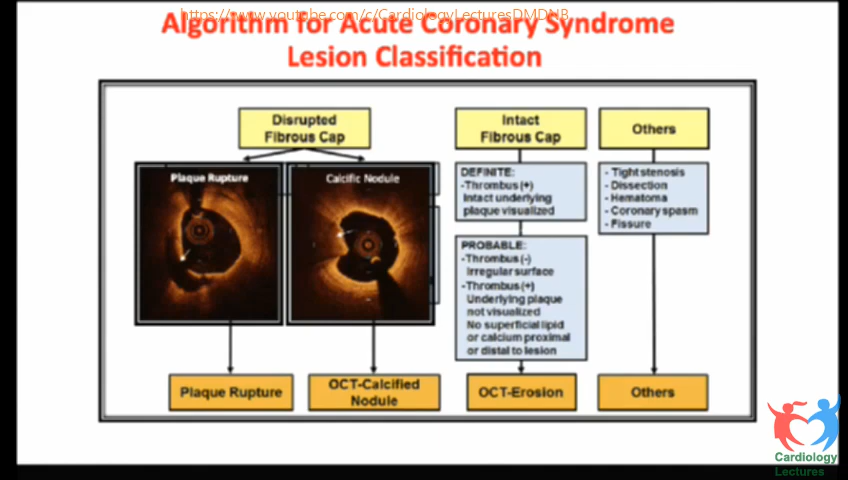 https://www.youtube.com/c/CardiologyLecturesDMDNB
Algorithm for Acute Coronary Syndrome
Lesion Classification
Disrupted
Fibrous Cap
Intact
Fibrous Cap
Others
Plaque Rupture
Calcific Nodule
DEFINITE:
-Thrombus (+)
Intact underlying
plaque visualized
PROBABLE:
-Thrombus (-)
Irregular surface
-Thrombus (+)
Underlying plaque
not visualized
No superficial lipid
or calcium proximal
or distal to lesion
- Tight stenosis
- Dissection
- Hematoma
- Coronary spasm
- Fissure
Plaque Rupture
OCT-Calcified
Nodule
OCT-Erosion
Others
Cardiology
Lectures